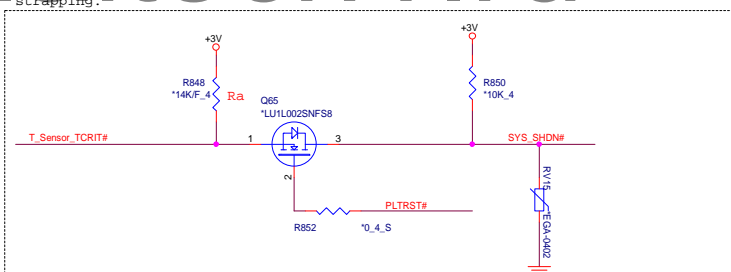 strapping.
+3V
+3V
R848
*14K/F_4
Ra
R850
*10K_4
Q65
*LU1L002SNFS8
T_Sensor_TCRIT#
1
3
SYS_SHDN#
2
RV15
*EGA-0402
PLTRST#
R852
*0_4_S